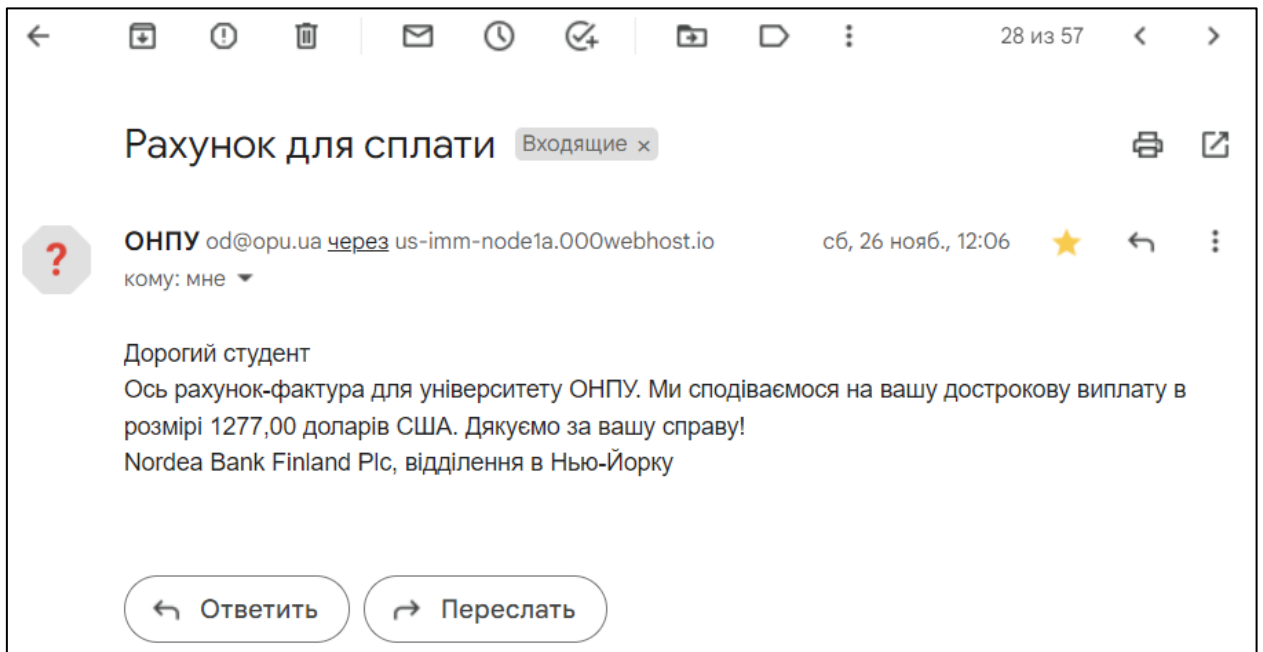 28 из 57
Рахунок для сплати Входящие ×
?
ОНПУ od@opu.ua через us-imm-node1a.000webhost.io сб, 26 нояб., 12:06
кому: мне
Дорогий студент
Ось рахунок-фактура для університету ОНПУ. Ми сподіваємося на вашу дострокову виплату в
розмірі 1277,00 доларів США. Дякуємо за вашу справу!
Nordea Bank Finland Plc, відділення в Нью-Йорку
Ответить Переслать